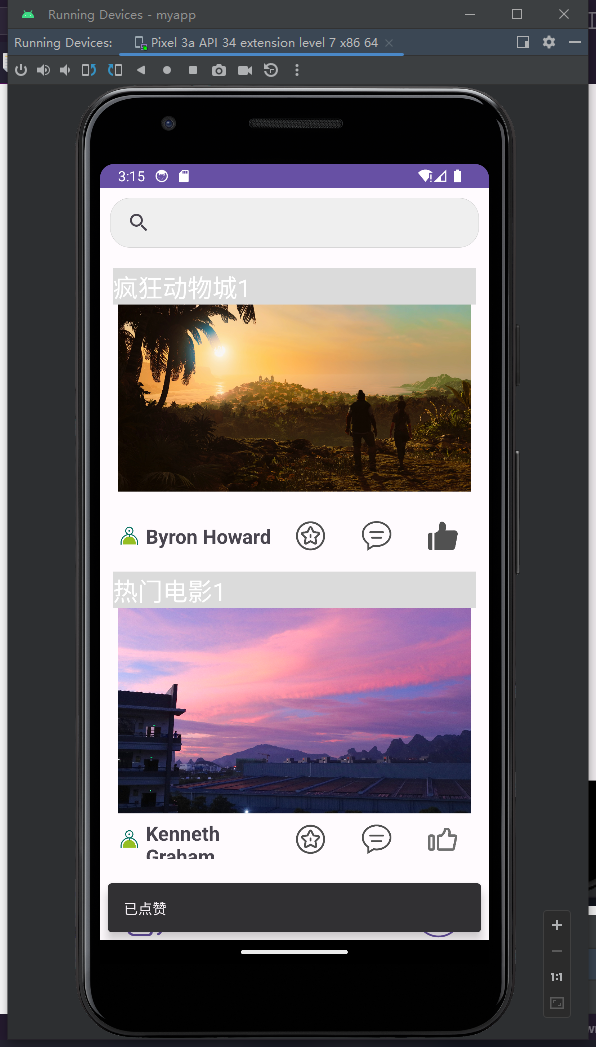 Running Devices - myapp
Running Devices: Pixel 3a API 34 extension level 7 x86 64
3:15
疯狂动物城1
Byron Howard
热门电影1
Kenneth
Graham
已点赞
1:1